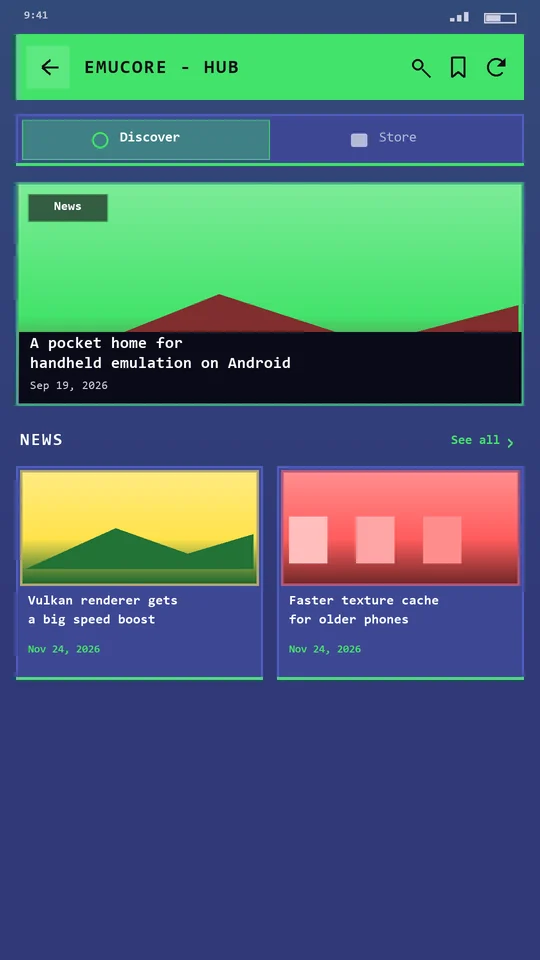 9:41
EMUCORE - HUB
Discover
Store
News
A pocket home for
handheld emulation on Android
Sep 19, 2026
NEWS
See all
Vulkan renderer gets
a big speed boost
Nov 24, 2026
Faster texture cache
for older phones
Nov 24, 2026